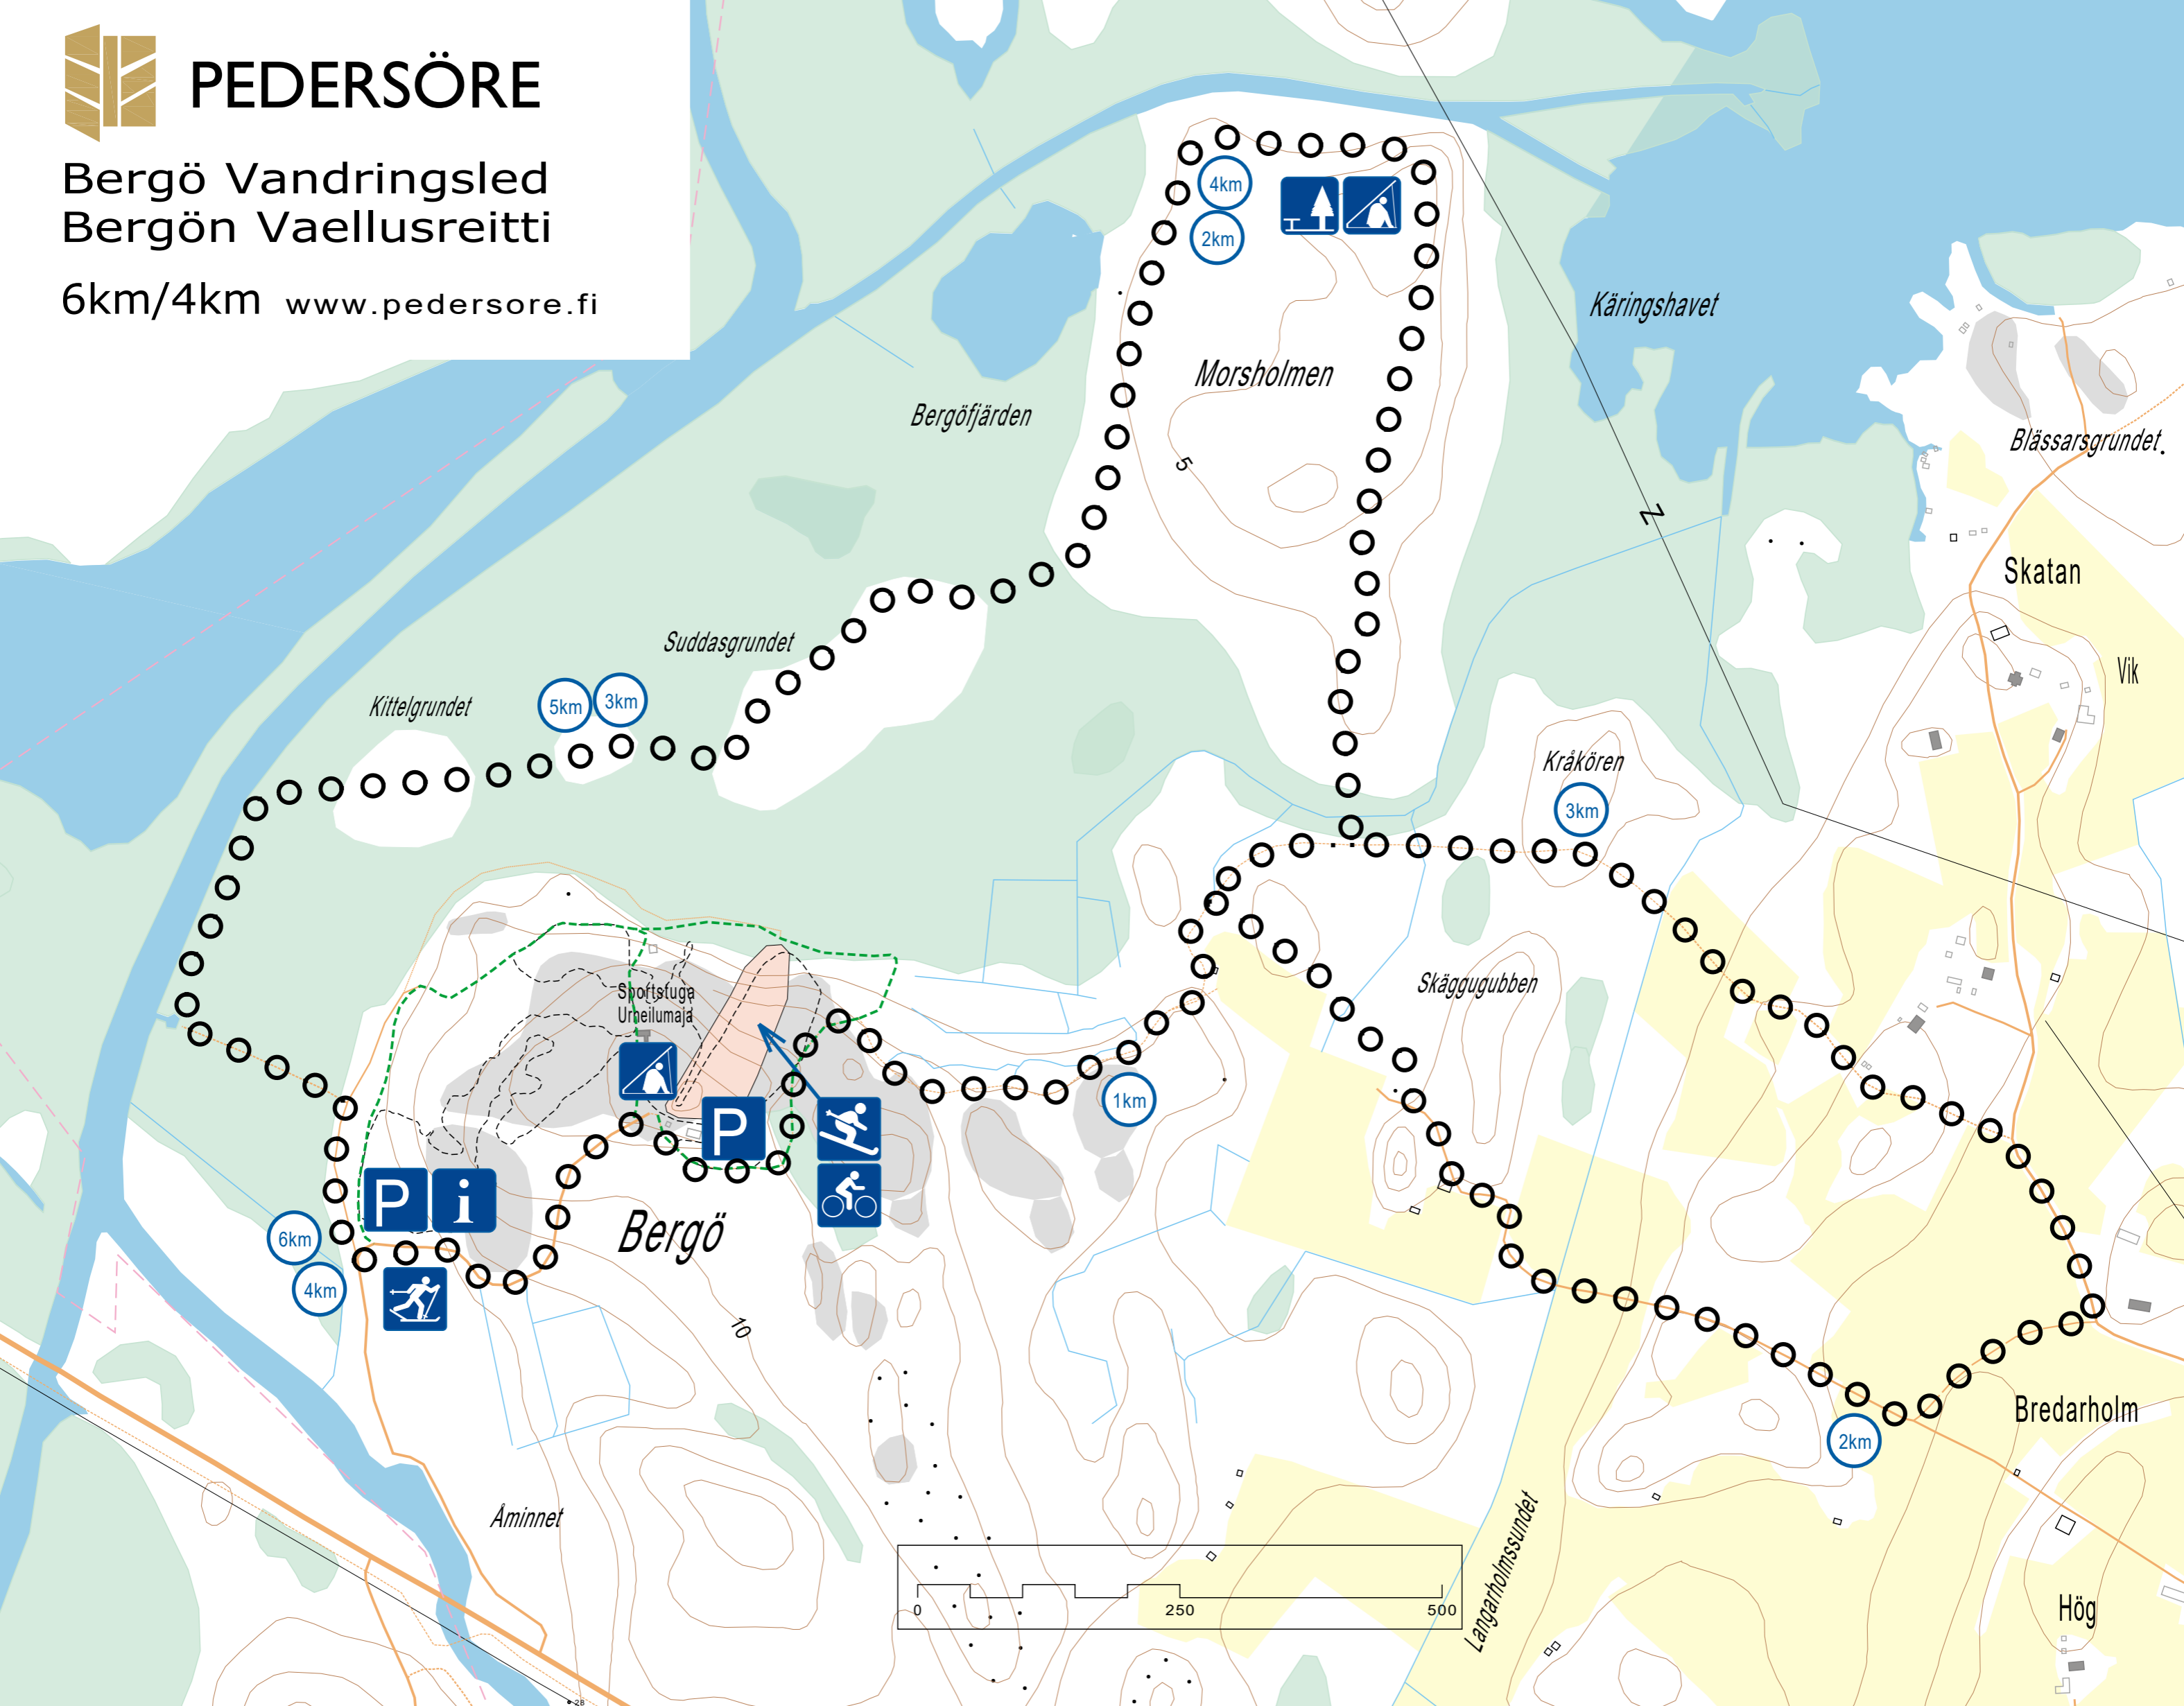 PEDERSÖRE
Bergö Vandringsled
Bergön Vaellusreitti
6km/4km www.pedersore.fi
4km
2km
Käringshavet
Morsholmen
Bergöfjärden
Blässarsgrundet
5
Z
Skatan
Suddasgrundet
Vik
Kittelgrundet
5km
3km
Kråkören
3km
Skäggugubben
Sportstuga
Urheilumaja
1km
P
P
i
Bergö
6km
4km
10
Bredarholm
2km
Åminnet
Langarholmssundet
0
250
500
Hög
28